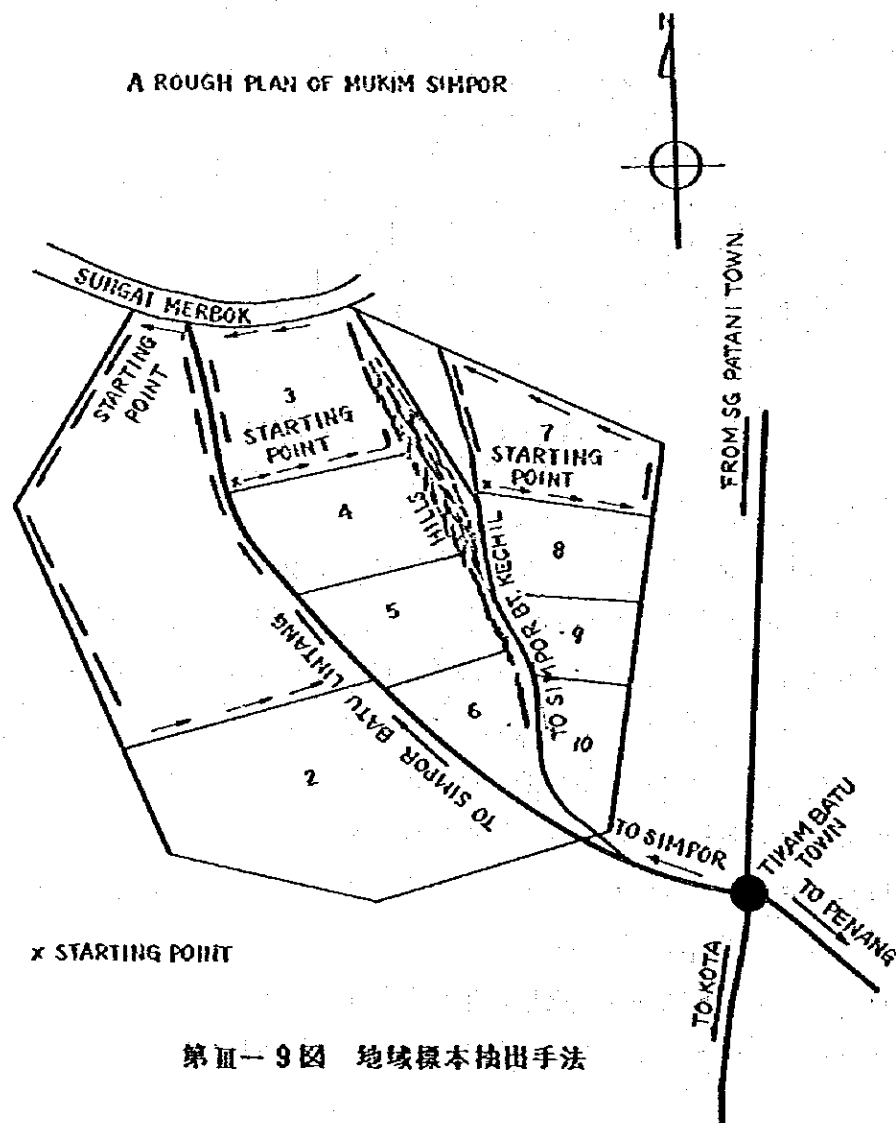 N
A ROUGH PLAN OF MUKIM SIMPOR
FROM SG PATANI TOWN.
SUNGAI MERBOK
STARTING
POINT
3
STARTING
POINT
x
7
STARTING
POINT
x
4
HILLS
8
5
9
TO SIMPOR BT. KECHIL
TO SIMPOR BATU LINTANG
6
10
2
TO SIMPOR
TIKAM BATU
TOWN
TO PENANG
TO KOTA
x STARTING POINT
第Ⅲ-9図 地域標本抽出手法